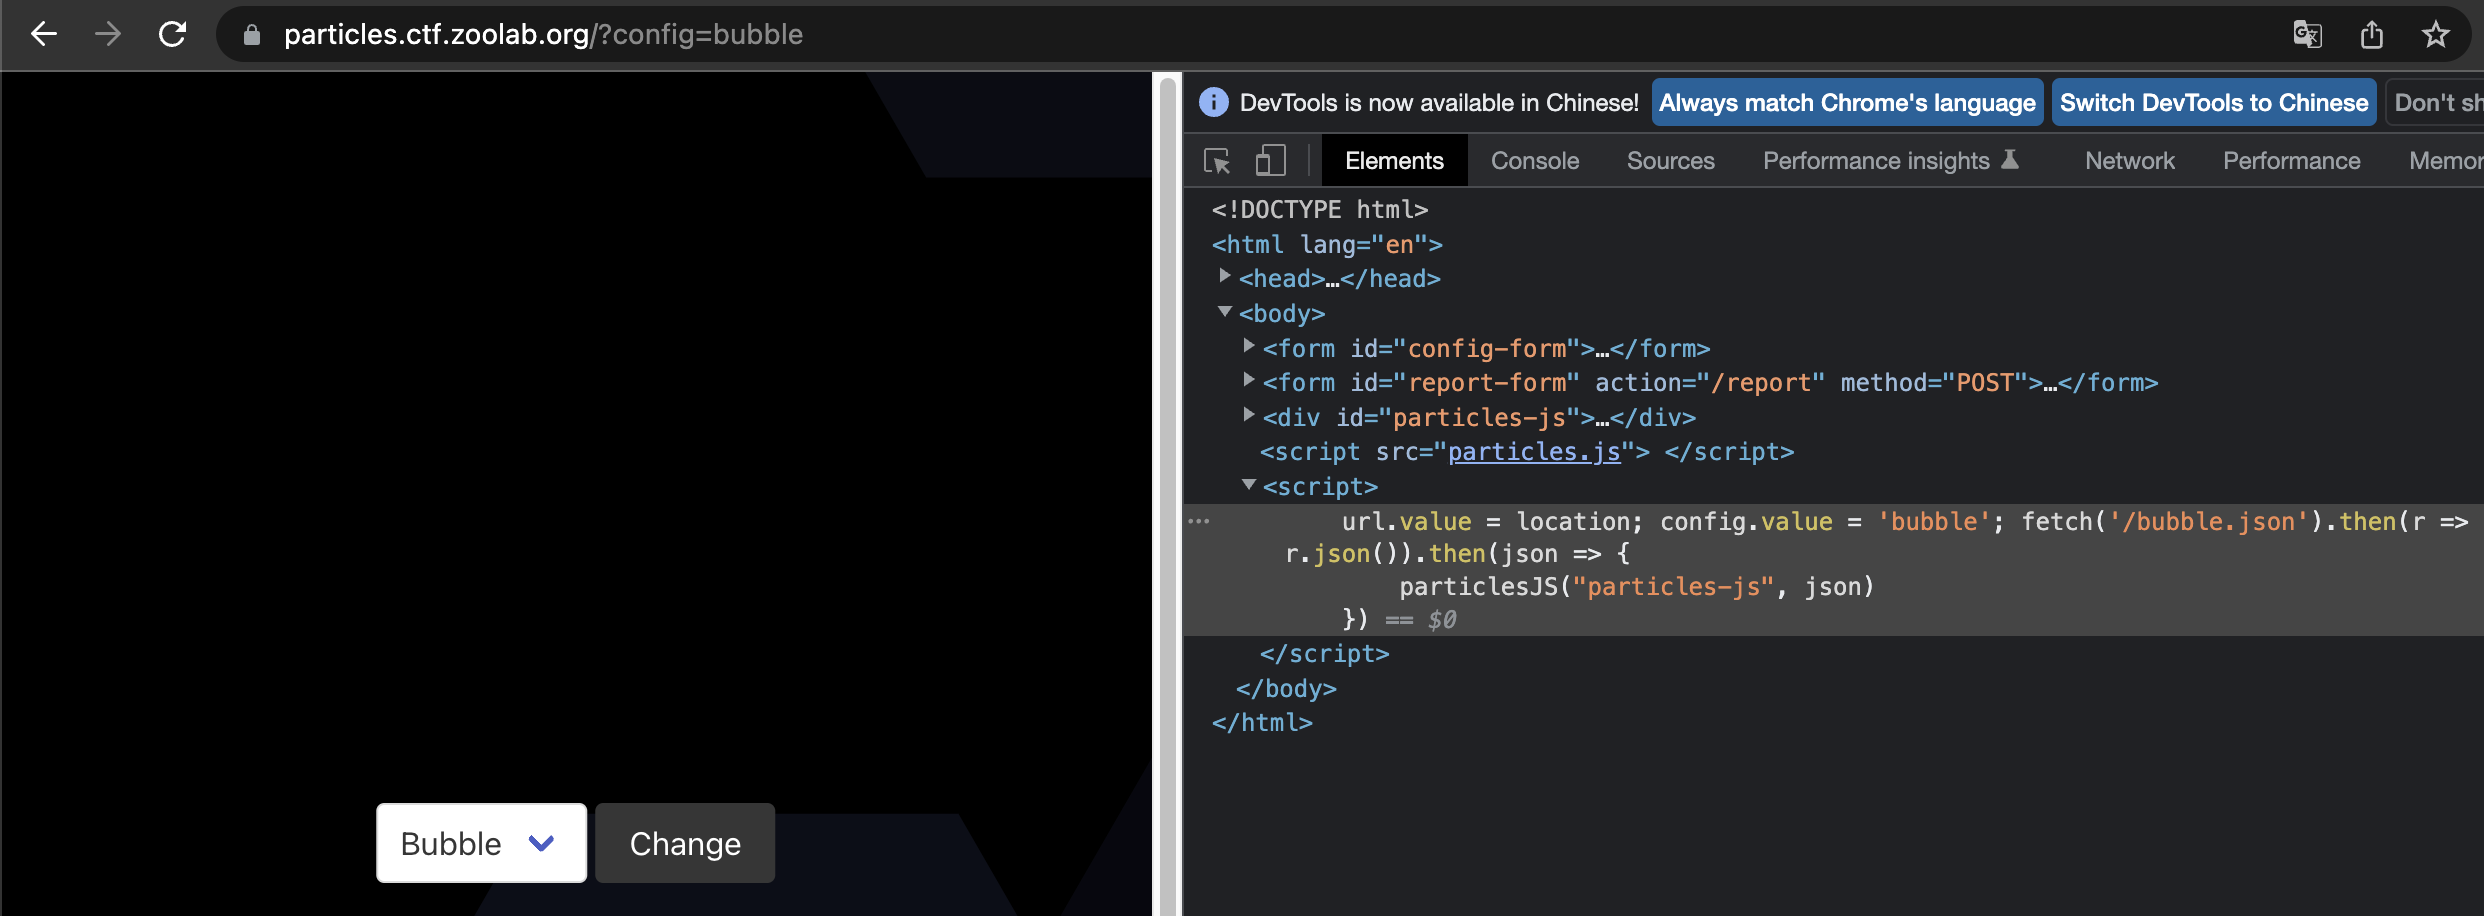 particles.ctf.zoolab.org/?config=bubble
DevTools is now available in Chinese! Always match Chrome's language Switch DevTools to Chinese Don't sh
Elements Console Sources Performance insights Network Performance Memor
<!DOCTYPE html>
<html lang="en">
<head>…</head>
<body>
<form id="config-form">…</form>
<form id="report-form" action="/report" method="POST">…</form>
<div id="particles-js">…</div>
<script src="particles.js"> </script>
<script>
url.value = location; config.value = 'bubble'; fetch('/bubble.json').then(r =>
r.json()).then(json => {
particlesJS("particles-js", json)
}) == $0
</script>
</body>
</html>
Bubble Change